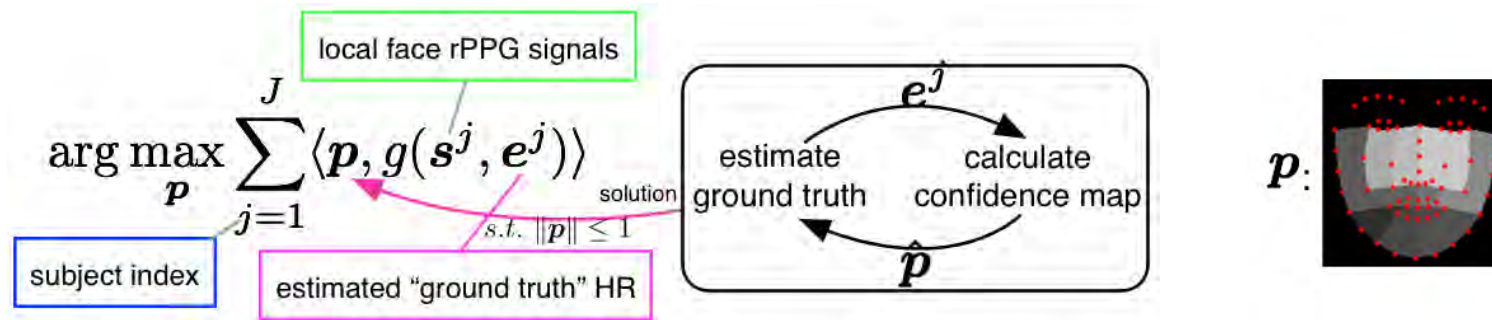 local face rPPG signals
arg max_p ∑_{j=1}^{J} ⟨p, g(s^j, e^j)⟩
s.t. ‖p‖ ≤ 1
subject index
estimated “ground truth” HR
solution
e^j
estimate
ground truth
calculate
confidence map
p̂
p: